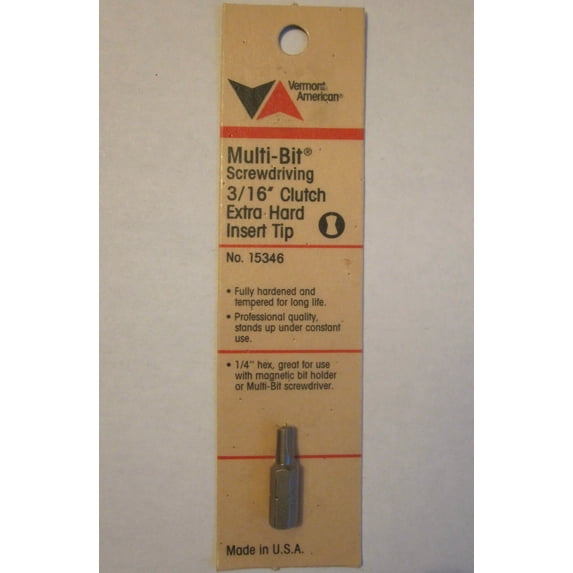 Vermont
American®
Multi-Bit®
Screwdriving
3/16" Clutch
Extra Hard
Insert Tip
No. 15346
• Fully hardened and
tempered for long life.
• Professional quality,
stands up under constant
use.
• 1/4" hex, great for use
with magnetic bit holder
or Multi-Bit screwdriver.
Made in U.S.A.